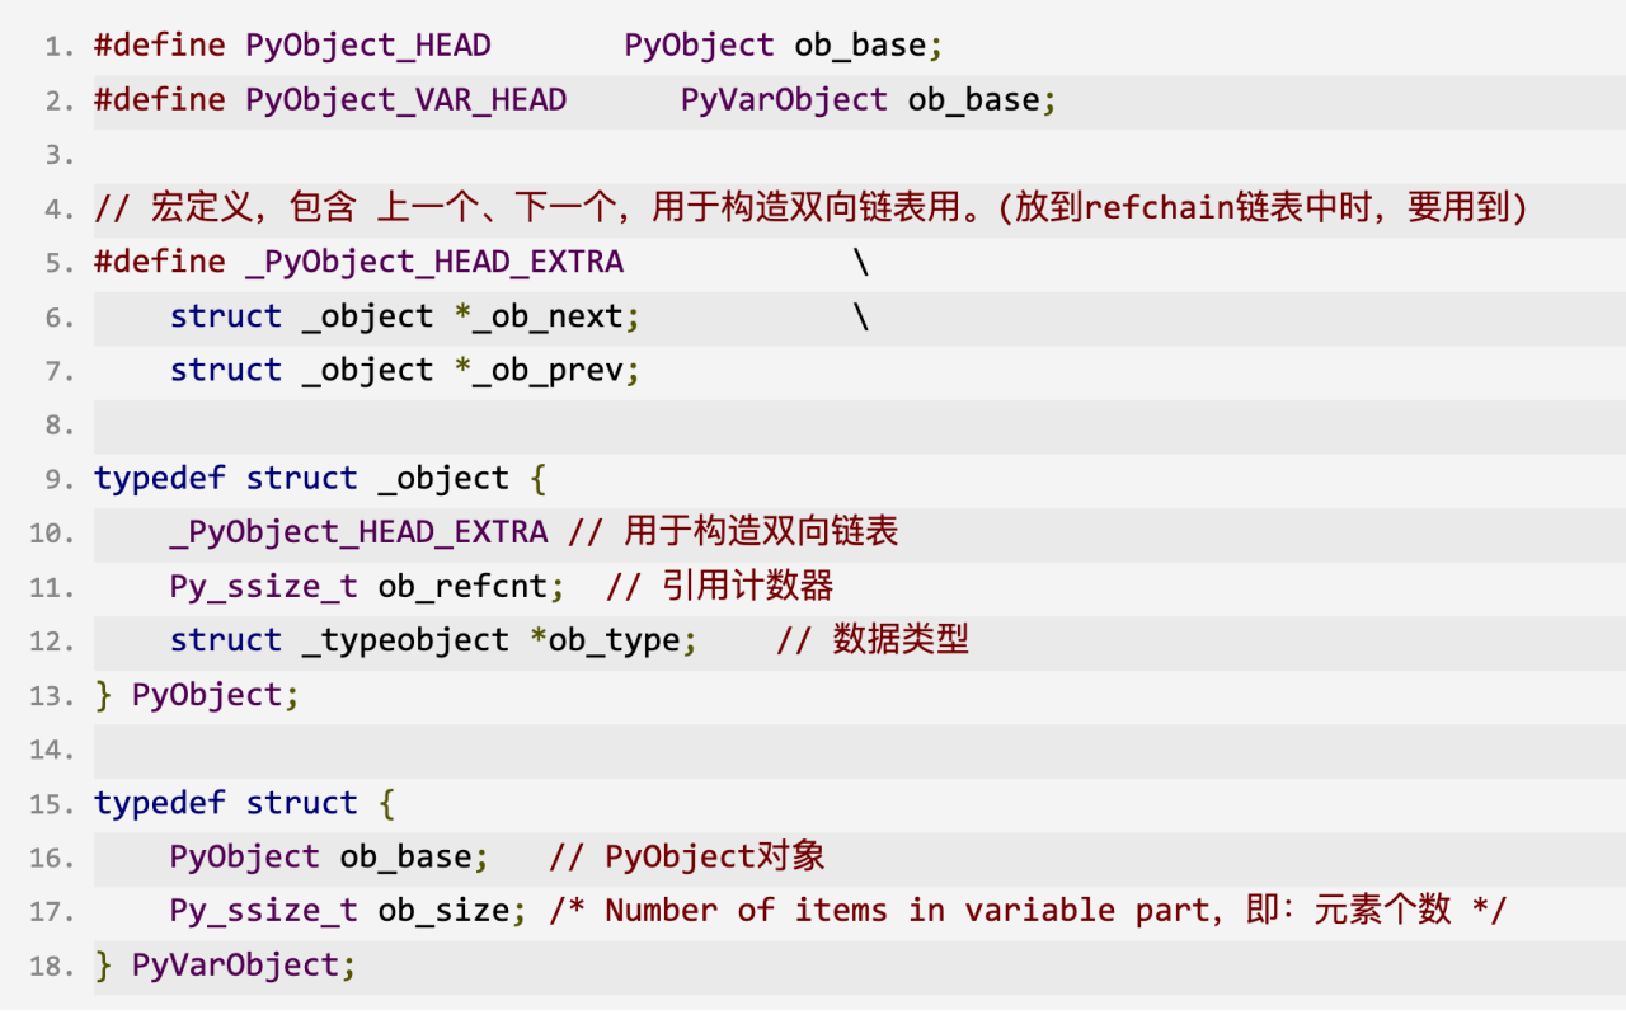 1. #define PyObject_HEAD       PyObject ob_base;
2. #define PyObject_VAR_HEAD      PyVarObject ob_base;
3.
4. // 宏定义，包含 上一个、下一个，用于构造双向链表用。(放到refchain链表中时，要用到)
5. #define _PyObject_HEAD_EXTRA            \
6.     struct _object *_ob_next;           \
7.     struct _object *_ob_prev;
8.
9. typedef struct _object {
10.     _PyObject_HEAD_EXTRA // 用于构造双向链表
11.     Py_ssize_t ob_refcnt;  // 引用计数器
12.     struct _typeobject *ob_type;    // 数据类型
13. } PyObject;
14.
15. typedef struct {
16.     PyObject ob_base;   // PyObject对象
17.     Py_ssize_t ob_size; /* Number of items in variable part，即：元素个数 */
18. } PyVarObject;